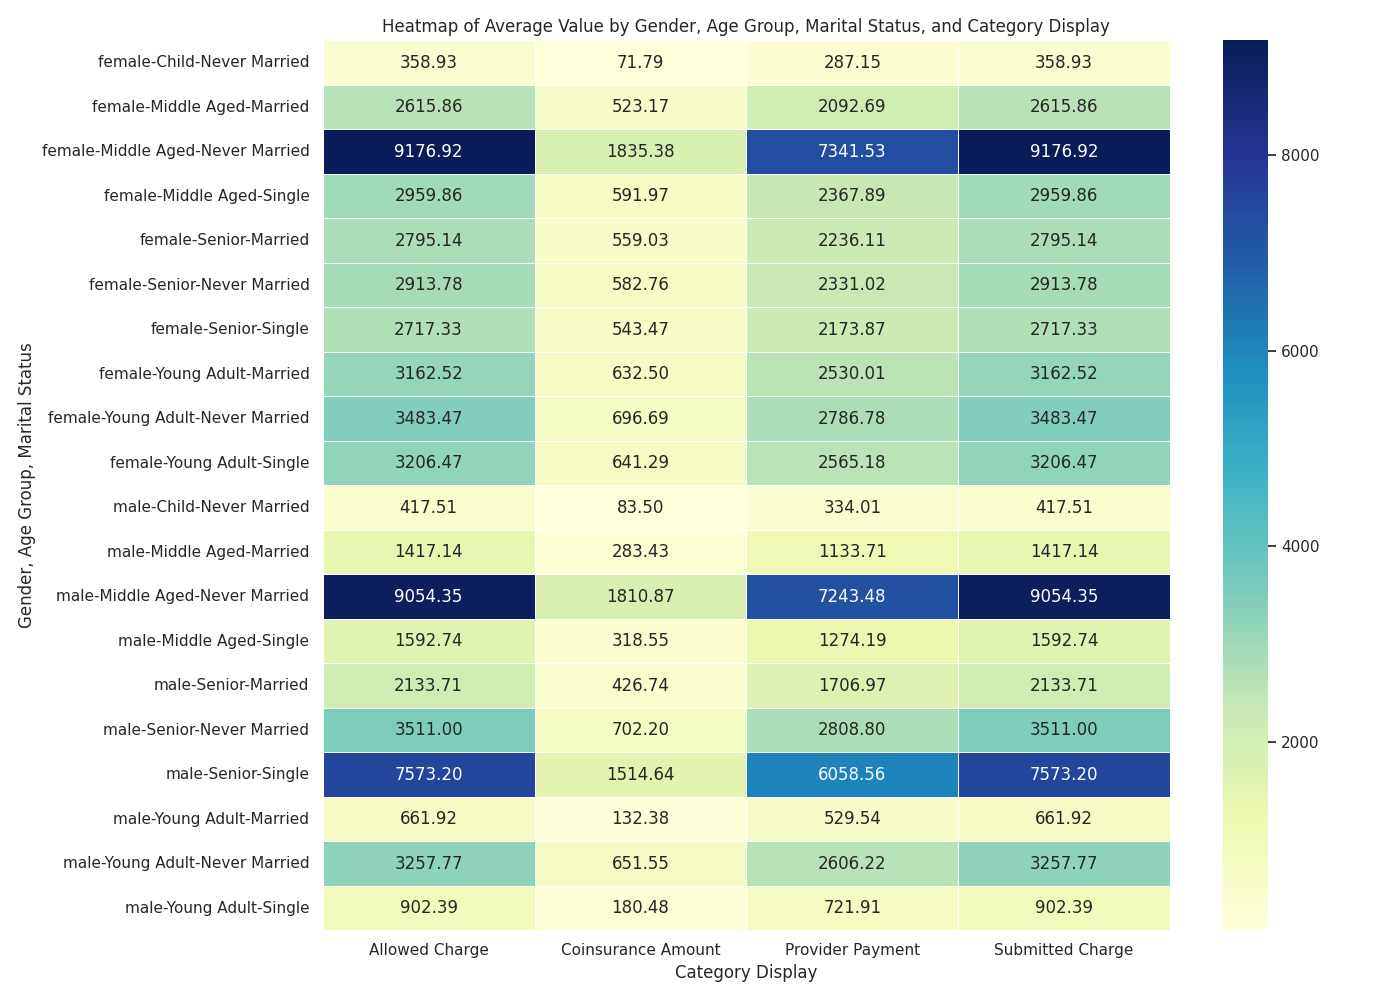 Heatmap of Average Value by Gender, Age Group, Marital Status, and Category Display
Gender, Age Group, Marital Status
female-Child-Never Married 358.93 71.79 287.15 358.93
female-Middle Aged-Married 2615.86 523.17 2092.69 2615.86
female-Middle Aged-Never Married 9176.92 1835.38 7341.53 9176.92
female-Middle Aged-Single 2959.86 591.97 2367.89 2959.86
female-Senior-Married 2795.14 559.03 2236.11 2795.14
female-Senior-Never Married 2913.78 582.76 2331.02 2913.78
female-Senior-Single 2717.33 543.47 2173.87 2717.33
female-Young Adult-Married 3162.52 632.50 2530.01 3162.52
female-Young Adult-Never Married 3483.47 696.69 2786.78 3483.47
female-Young Adult-Single 3206.47 641.29 2565.18 3206.47
male-Child-Never Married 417.51 83.50 334.01 417.51
male-Middle Aged-Married 1417.14 283.43 1133.71 1417.14
male-Middle Aged-Never Married 9054.35 1810.87 7243.48 9054.35
male-Middle Aged-Single 1592.74 318.55 1274.19 1592.74
male-Senior-Married 2133.71 426.74 1706.97 2133.71
male-Senior-Never Married 3511.00 702.20 2808.80 3511.00
male-Senior-Single 7573.20 1514.64 6058.56 7573.20
male-Young Adult-Married 661.92 132.38 529.54 661.92
male-Young Adult-Never Married 3257.77 651.55 2606.22 3257.77
male-Young Adult-Single 902.39 180.48 721.91 902.39
Allowed Charge Coinsurance Amount Provider Payment Submitted Charge
Category Display
8000
6000
4000
2000